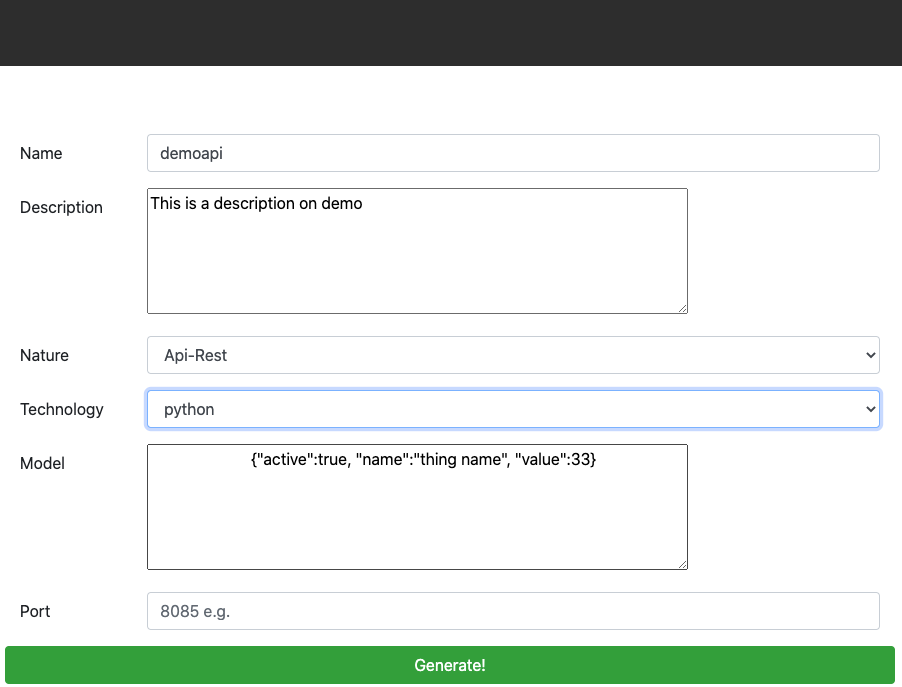 Name demoapi
Description This is a description on demo
Nature Api-Rest
Technology python
Model {"active":true, "name":"thing name", "value":33}
Port 8085 e.g.
Generate!